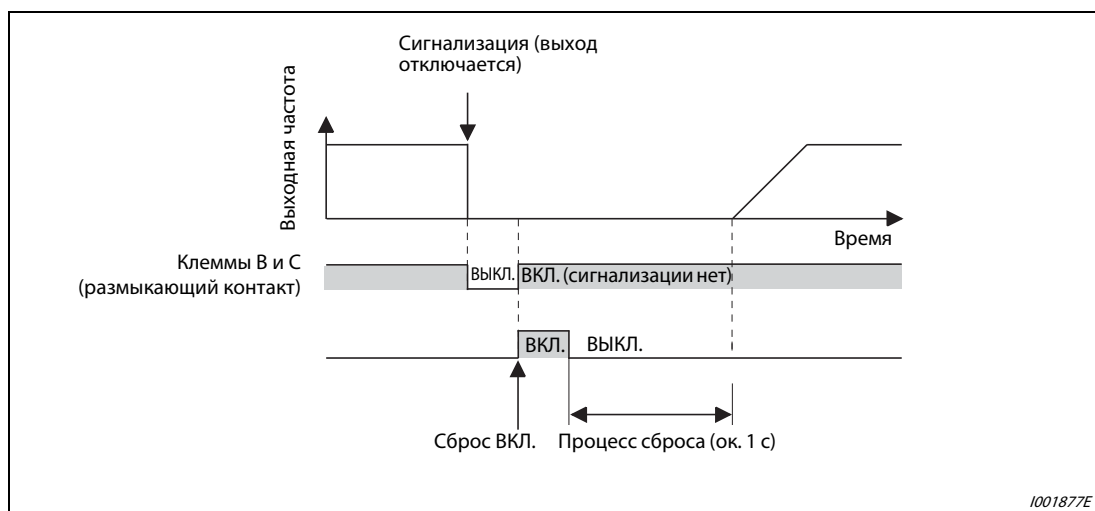 Сигнализация (выход
отключается)
Выходная частота
Время
Клеммы B и C
(размыкающий контакт)
ВЫКЛ.
ВКЛ. (сигнализации нет)
ВКЛ.
ВЫКЛ.
Сброс ВКЛ.
Процесс сброса (ок. 1 с)
I001877E